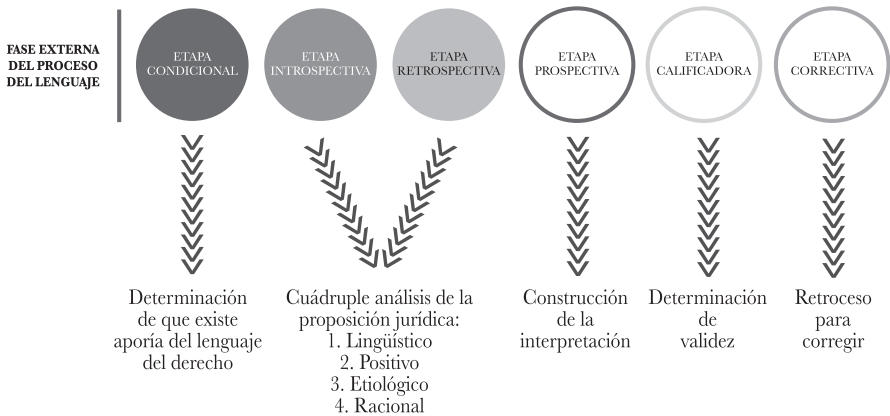 FASE EXTERNA
DEL PROCESO
DEL LENGUAJE
ETAPA
CONDICIONAL
ETAPA
INTROSPECTIVA
ETAPA
RETROSPECTIVA
ETAPA
PROSPECTIVA
ETAPA
CALIFICADORA
ETAPA
CORRECTIVA
Determinación
de que existe
aporía del lenguaje
del derecho
Cuádruple análisis de la
proposición jurídica:
1. Lingüístico
2. Positivo
3. Etiológico
4. Racional
Construcción
de la
interpretación
Determinación
de
validez
Retroceso
para
corregir